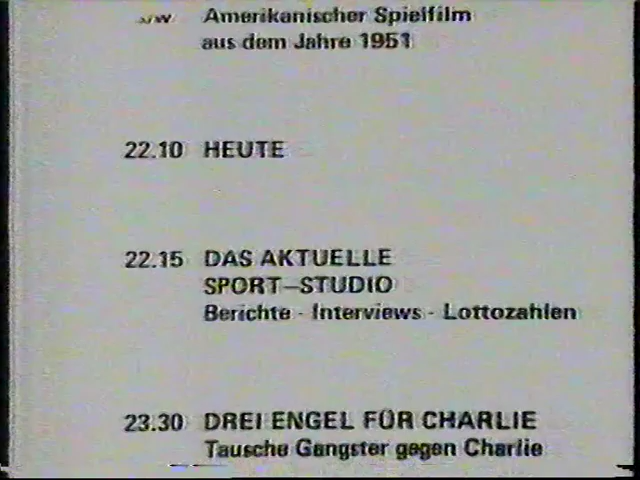 s/w Amerikanischer Spielfilm
aus dem Jahre 1951
22.10 HEUTE
22.15 DAS AKTUELLE
SPORT–STUDIO
Berichte - Interviews - Lottozahlen
23.30 DREI ENGEL FÜR CHARLIE
Tausche Gangster gegen Charlie